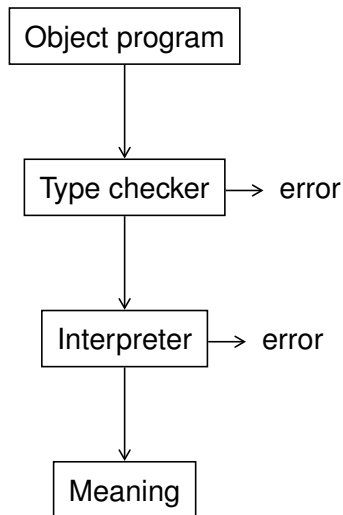 Object program
Type checker
error
Interpreter
error
Meaning